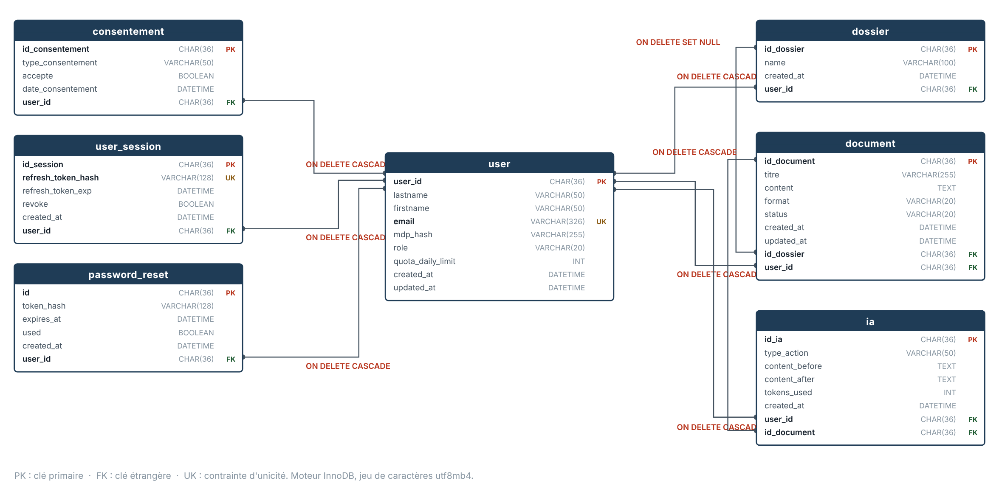 consentement
id_consentement CHAR(36) PK
type_consentement VARCHAR(50)
accepte BOOLEAN
date_consentement DATETIME
user_id CHAR(36) FK
user_session
id_session CHAR(36) PK
refresh_token_hash VARCHAR(128) UK
refresh_token_exp DATETIME
revoke BOOLEAN
created_at DATETIME
user_id CHAR(36) FK
password_reset
id CHAR(36) PK
token_hash VARCHAR(128)
expires_at DATETIME
used BOOLEAN
created_at DATETIME
user_id CHAR(36) FK
ON DELETE CASCAD
ON DELETE CASCAD
ON DELETE CASCADE
user
user_id CHAR(36) PK
lastname VARCHAR(50)
firstname VARCHAR(50)
email VARCHAR(326) UK
mdp_hash VARCHAR(255)
role VARCHAR(20)
quota_daily_limit INT
created_at DATETIME
updated_at DATETIME
ON DELETE SET NULL
ON DELETE CASCAD
ON DELETE CASCADE
ON DELETE CASCAD
ON DELETE CASCAD
dossier
id_dossier CHAR(36) PK
name VARCHAR(100)
created_at DATETIME
user_id CHAR(36) FK
document
id_document CHAR(36) PK
titre VARCHAR(255)
content TEXT
format VARCHAR(20)
status VARCHAR(20)
created_at DATETIME
updated_at DATETIME
id_dossier CHAR(36) FK
user_id CHAR(36) FK
ia
id_ia CHAR(36) PK
type_action VARCHAR(50)
content_before TEXT
content_after TEXT
tokens_used INT
created_at DATETIME
user_id CHAR(36) FK
id_document CHAR(36) FK
PK : clé primaire · FK : clé étrangère · UK : contrainte d'unicité. Moteur InnoDB, jeu de caractères utf8mb4.